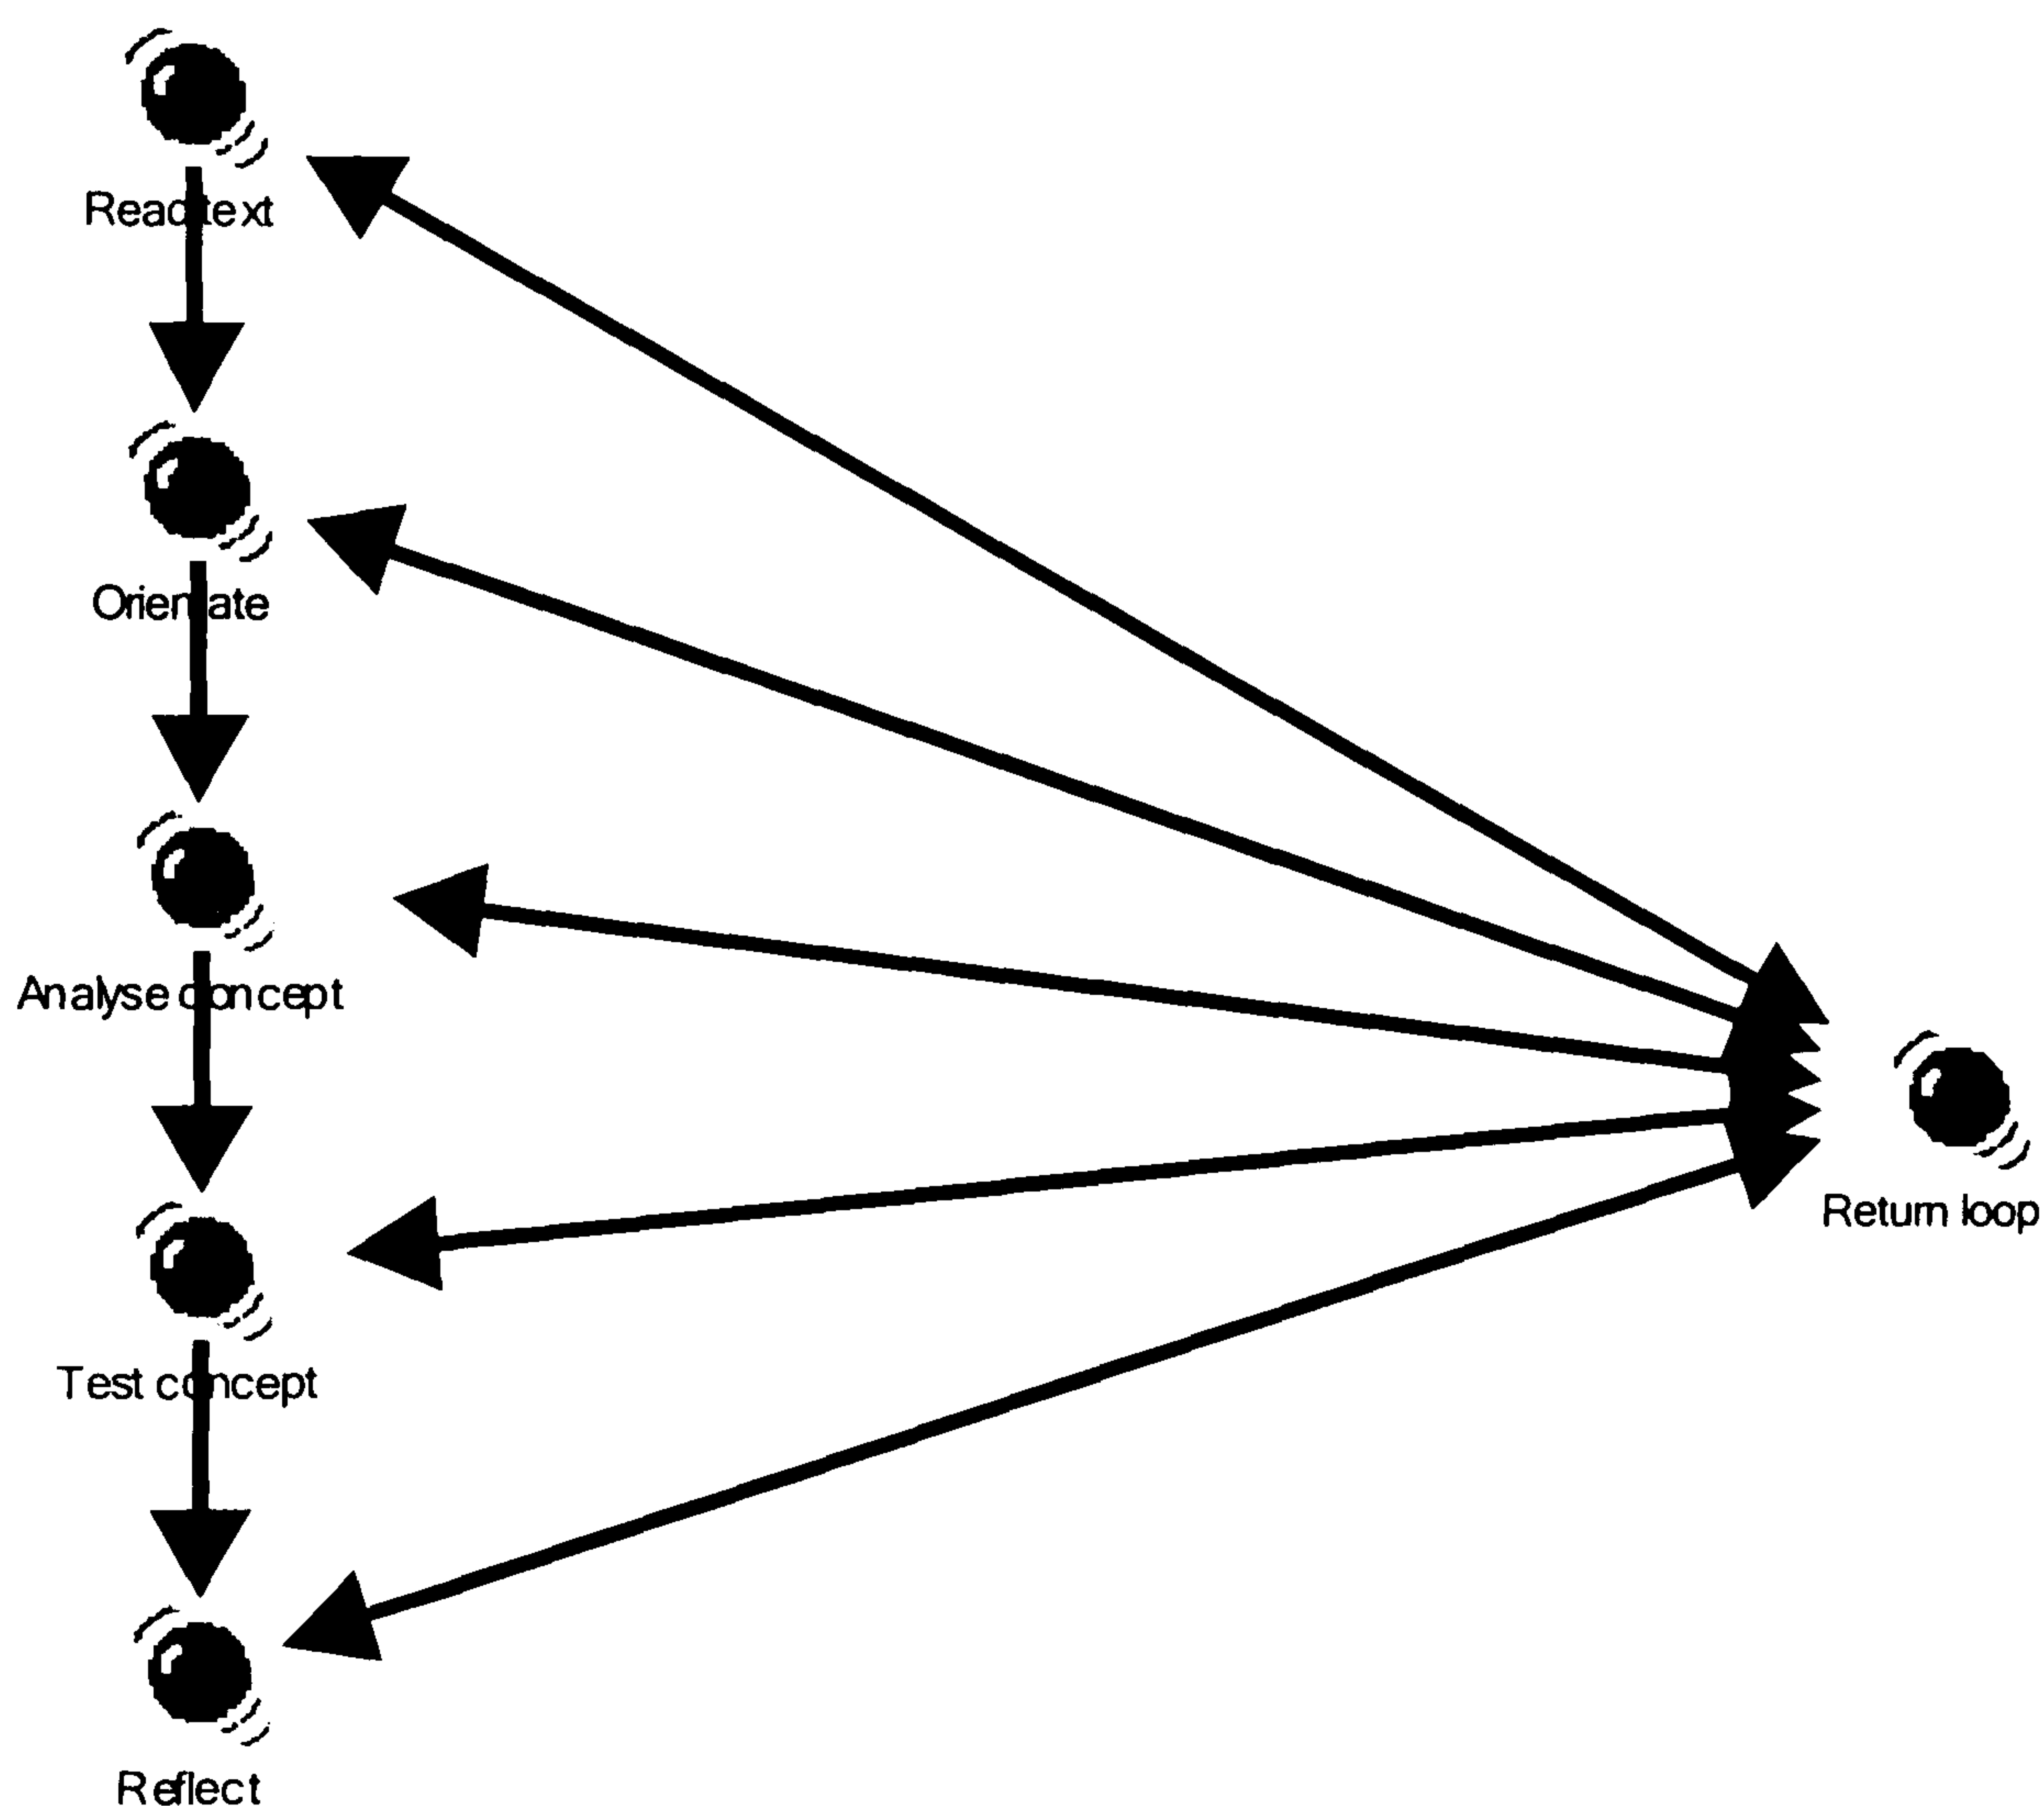 Read text
Orientate
Analyse concept
Test concept
Return loop
Reflect